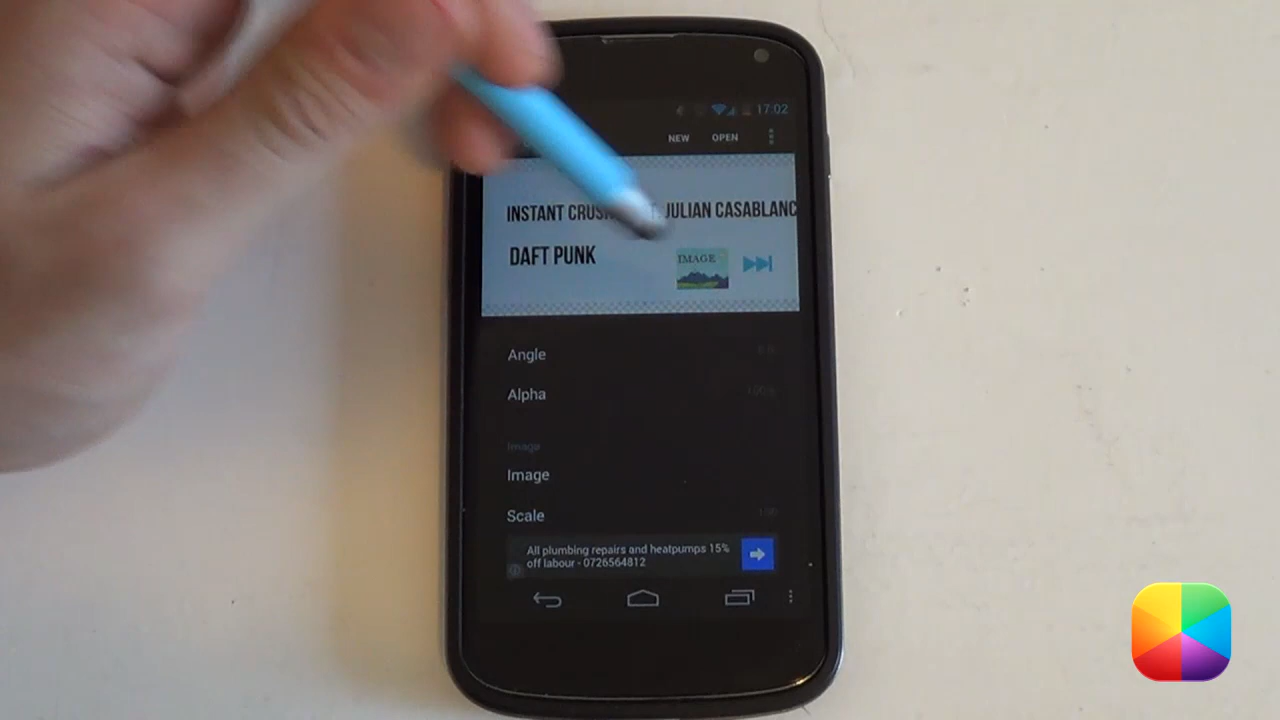 17:02
NEW OPEN
INSTANT CRUSH JULIAN CASABLANC
DAFT PUNK
IMAGE
Angle
Alpha
Image
Image
Scale
All plumbing repairs and heatpumps 15%
off labour - 0726564812